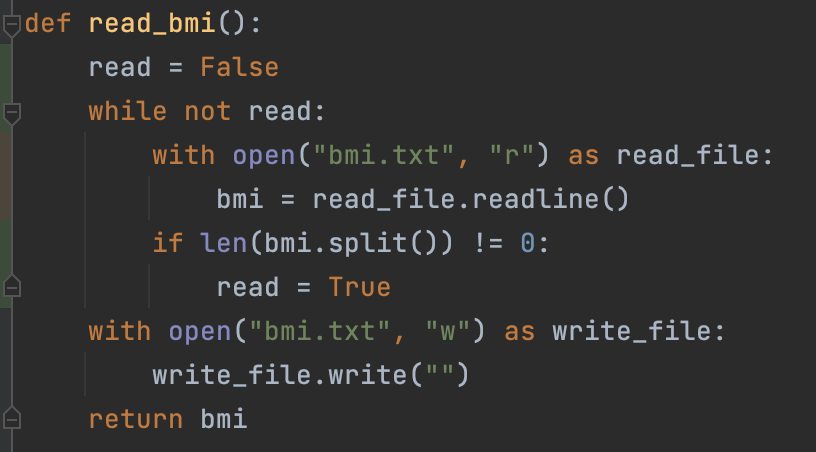 def read_bmi():
    read = False
    while not read:
        with open("bmi.txt", "r") as read_file:
            bmi = read_file.readline()
        if len(bmi.split()) != 0:
            read = True
    with open("bmi.txt", "w") as write_file:
        write_file.write("")
    return bmi